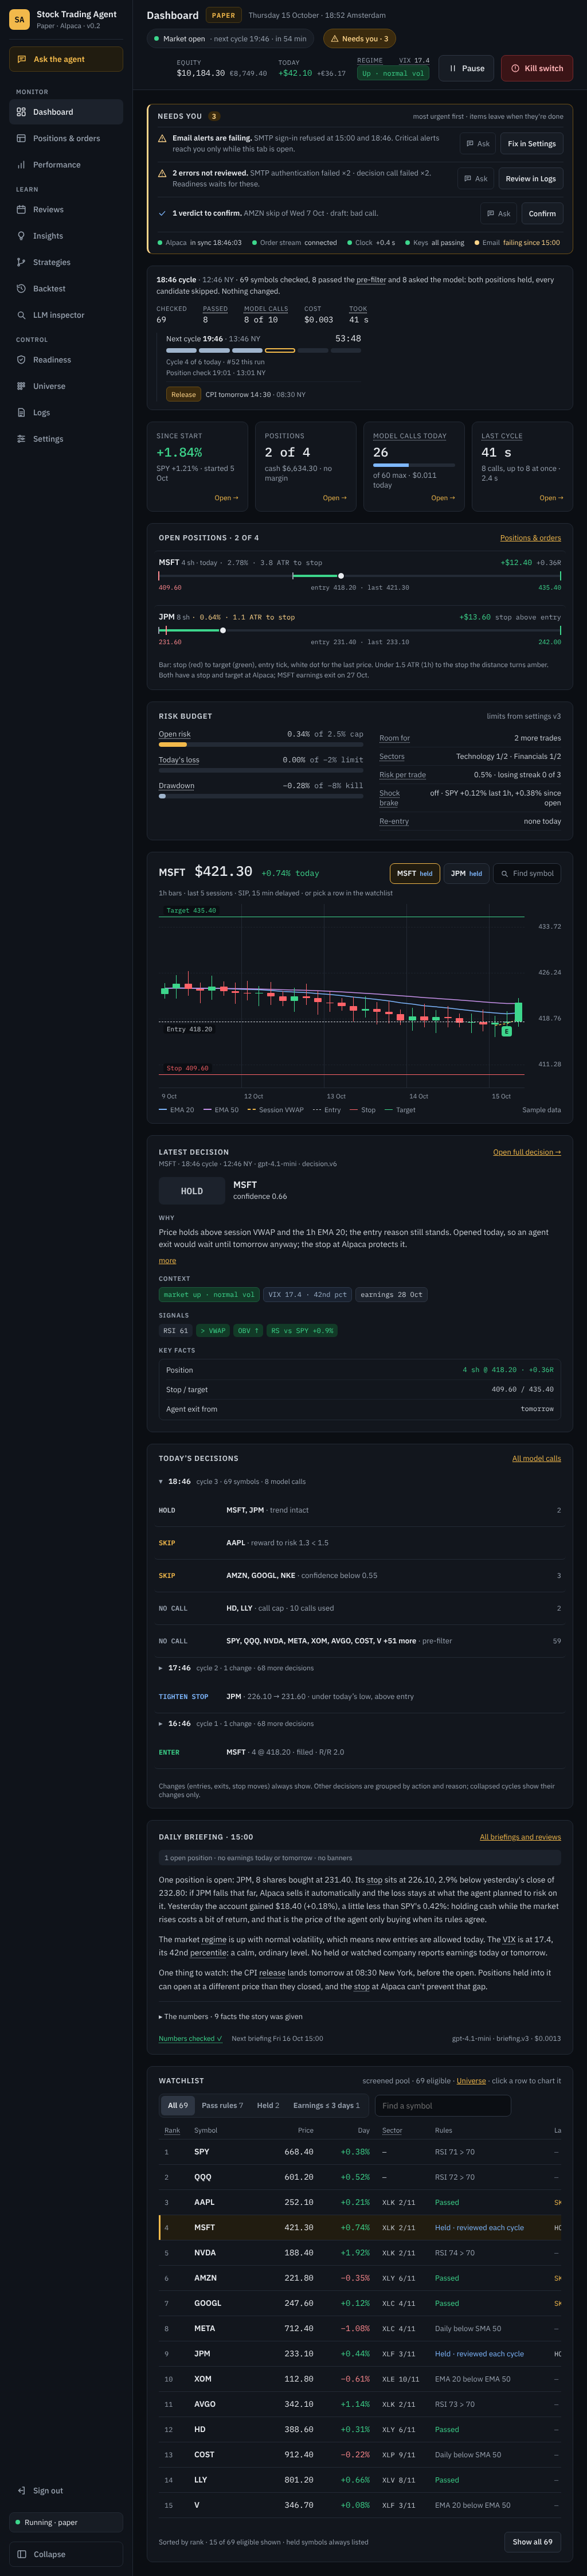 SA
Stock Trading Agent
Paper · Alpaca · v0.2
Ask the agent
MONITOR
Dashboard
Positions & orders
Performance
LEARN
Reviews
Insights
Strategies
Backtest
LLM inspector
CONTROL
Readiness
Universe
Logs
Settings
Sign out
Running · paper
Collapse
Dashboard PAPER Thursday 15 October · 18:52 Amsterdam
Market open · next cycle 19:46 · in 54 min
Needs you · 3
EQUITY
$10,184.30 €8,749.40
TODAY
+$42.10 +€36.17
REGIME VIX 17.4
Up · normal vol
Pause
Kill switch
NEEDS YOU 3
most urgent first · items leave when they're done
Email alerts are failing. SMTP sign-in refused at 15:00 and 18:46. Critical alerts
reach you only while this tab is open.
Ask
Fix in Settings
2 errors not reviewed. SMTP authentication failed ×2 · decision call failed ×2.
Readiness waits for these.
Ask
Review in Logs
1 verdict to confirm. AMZN skip of Wed 7 Oct · draft: bad call.
Ask
Confirm
Alpaca in sync 18:46:03
Order stream connected
Clock +0.4 s
Keys all passing
Email failing since 15:00
18:46 cycle · 12:46 NY · 69 symbols checked, 8 passed the pre-filter and 8 asked the model: both positions held, every
candidate skipped. Nothing changed.
CHECKED PASSED MODEL CALLS COST TOOK
69 8 8 of 10 $0.003 41 s
Next cycle 19:46 · 13:46 NY 53:48
Cycle 4 of 6 today · #52 this run
Position check 19:01 · 13:01 NY
Release CPI tomorrow 14:30 · 08:30 NY
SINCE START
+1.84%
SPY +1.21% · started 5
Oct
Open →
POSITIONS
2 of 4
cash $6,634.30 · no
margin
Open →
MODEL CALLS TODAY
26
of 60 max · $0.011
today
Open →
LAST CYCLE
41 s
8 calls, up to 8 at once ·
2.4 s
Open →
OPEN POSITIONS · 2 OF 4
Positions & orders
MSFT 4 sh · today · 2.78% · 3.8 ATR to stop
+$12.40 +0.36R
409.60 entry 418.20 · last 421.30 435.40
JPM 8 sh · 0.64% · 1.1 ATR to stop
+$13.60 stop above entry
231.60 entry 231.40 · last 233.10 242.00
Bar: stop (red) to target (green), entry tick, white dot for the last price. Under 1.5 ATR (1h) to the stop the distance turns amber.
Both have a stop and target at Alpaca; MSFT earnings exit on 27 Oct.
RISK BUDGET
limits from settings v3
Open risk 0.34% of 2.5% cap
Today's loss 0.00% of −2% limit
Drawdown −0.28% of −8% kill
Room for 2 more trades
Sectors Technology 1/2 · Financials 1/2
Risk per trade 0.5% · losing streak 0 of 3
Shock
brake
off · SPY +0.12% last 1h, +0.38% since
open
Re-entry none today
MSFT $421.30 +0.74% today
MSFT held
JPM held
Find symbol
1h bars · last 5 sessions · SIP, 15 min delayed · or pick a row in the watchlist
Target 435.40
433.72
426.24
418.76
Entry 418.20
E
411.28
Stop 409.60
9 Oct 12 Oct 13 Oct 14 Oct 15 Oct
EMA 20 EMA 50 Session VWAP Entry Stop Target
Sample data
LATEST DECISION
Open full decision →
MSFT · 18:46 cycle · 12:46 NY · gpt-4.1-mini · decision.v6
HOLD
MSFT
confidence 0.66
WHY
Price holds above session VWAP and the 1h EMA 20; the entry reason still stands. Opened today, so an agent
exit would wait until tomorrow anyway; the stop at Alpaca protects it.
more
CONTEXT
market up · normal vol
VIX 17.4 · 42nd pct
earnings 28 Oct
SIGNALS
RSI 61
> VWAP
OBV ↑
RS vs SPY +0.9%
KEY FACTS
Position 4 sh @ 418.20 · +0.36R
Stop / target 409.60 / 435.40
Agent exit from tomorrow
TODAY'S DECISIONS
All model calls
▾ 18:46 cycle 3 · 69 symbols · 8 model calls
HOLD MSFT, JPM · trend intact 2
SKIP AAPL · reward to risk 1.3 < 1.5
SKIP AMZN, GOOGL, NKE · confidence below 0.55 3
NO CALL HD, LLY · call cap · 10 calls used 2
NO CALL SPY, QQQ, NVDA, META, XOM, AVGO, COST, V +51 more · pre-filter 59
▸ 17:46 cycle 2 · 1 change · 68 more decisions
TIGHTEN STOP JPM · 226.10 → 231.60 · under today's low, above entry
▸ 16:46 cycle 1 · 1 change · 68 more decisions
ENTER MSFT · 4 @ 418.20 · filled · R/R 2.0
Changes (entries, exits, stop moves) always show. Other decisions are grouped by action and reason; collapsed cycles show their
changes only.
DAILY BRIEFING · 15:00
All briefings and reviews
1 open position · no earnings today or tomorrow · no banners
One position is open: JPM, 8 shares bought at 231.40. Its stop sits at 226.10, 2.9% below yesterday's close of
232.80: if JPM falls that far, Alpaca sells it automatically and the loss stays at what the agent planned to risk on
it. Yesterday the account gained $18.40 (+0.18%), a little less than SPY's 0.42%: holding cash while the market
rises costs a bit of return, and that is the price of the agent only buying when its rules agree.
The market regime is up with normal volatility, which means new entries are allowed today. The VIX is at 17.4,
its 42nd percentile: a calm, ordinary level. No held or watched company reports earnings today or tomorrow.
One thing to watch: the CPI release lands tomorrow at 08:30 New York, before the open. Positions held into it
can open at a different price than they closed, and the stop at Alpaca can't prevent that gap.
▸ The numbers · 9 facts the story was given
Numbers checked ✓ Next briefing Fri 16 Oct 15:00
gpt-4.1-mini · briefing.v3 · $0.0013
WATCHLIST
screened pool · 69 eligible · Universe · click a row to chart it
All 69 Pass rules 7 Held 2 Earnings ≤ 3 days 1
Find a symbol
Rank Symbol Price Day Sector Rules La
1 SPY 668.40 +0.38% — RSI 71 > 70 —
2 QQQ 601.20 +0.52% — RSI 72 > 70 —
3 AAPL 252.10 +0.21% XLK 2/11 Passed SK
4 MSFT 421.30 +0.74% XLK 2/11 Held · reviewed each cycle HO
5 NVDA 188.40 +1.92% XLK 2/11 RSI 74 > 70 —
6 AMZN 221.80 −0.35% XLY 6/11 Passed SK
7 GOOGL 247.60 +0.12% XLC 4/11 Passed SK
8 META 712.40 −1.08% XLC 4/11 Daily below SMA 50 —
9 JPM 233.10 +0.44% XLF 3/11 Held · reviewed each cycle HO
10 XOM 112.80 −0.61% XLE 10/11 EMA 20 below EMA 50 —
11 AVGO 342.10 +1.14% XLK 2/11 RSI 73 > 70 —
12 HD 388.60 +0.31% XLY 6/11 Passed —
13 COST 912.40 −0.22% XLP 9/11 Daily below SMA 50 —
14 LLY 801.20 +0.66% XLV 8/11 Passed —
15 V 346.70 +0.08% XLF 3/11 EMA 20 below EMA 50 —
Sorted by rank · 15 of 69 eligible shown · held symbols always listed
Show all 69